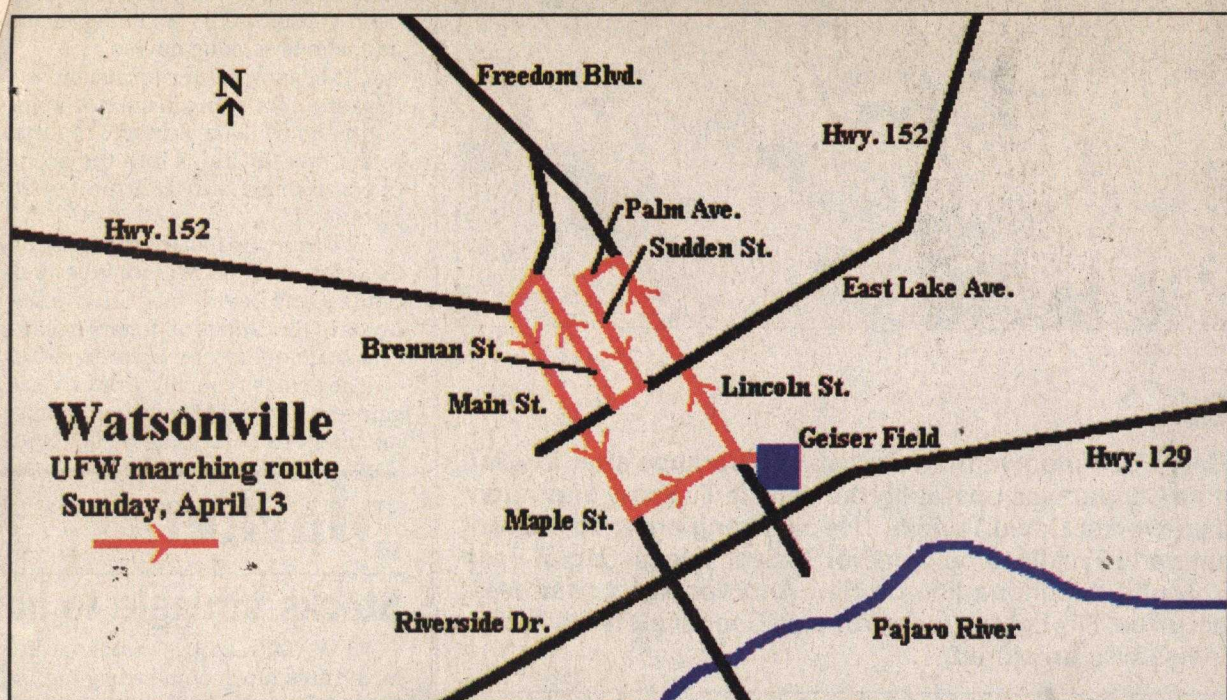 N
Freedom Blvd.
Hwy. 152
Palm Ave.
Hwy. 152
Sudden St.
East Lake Ave.
Brennan St.
Main St.
Lincoln St.
Watsonville
UFW marching route
Sunday, April 13
Geiser Field
Hwy. 129
Maple St.
Riverside Dr.
Pajaro River